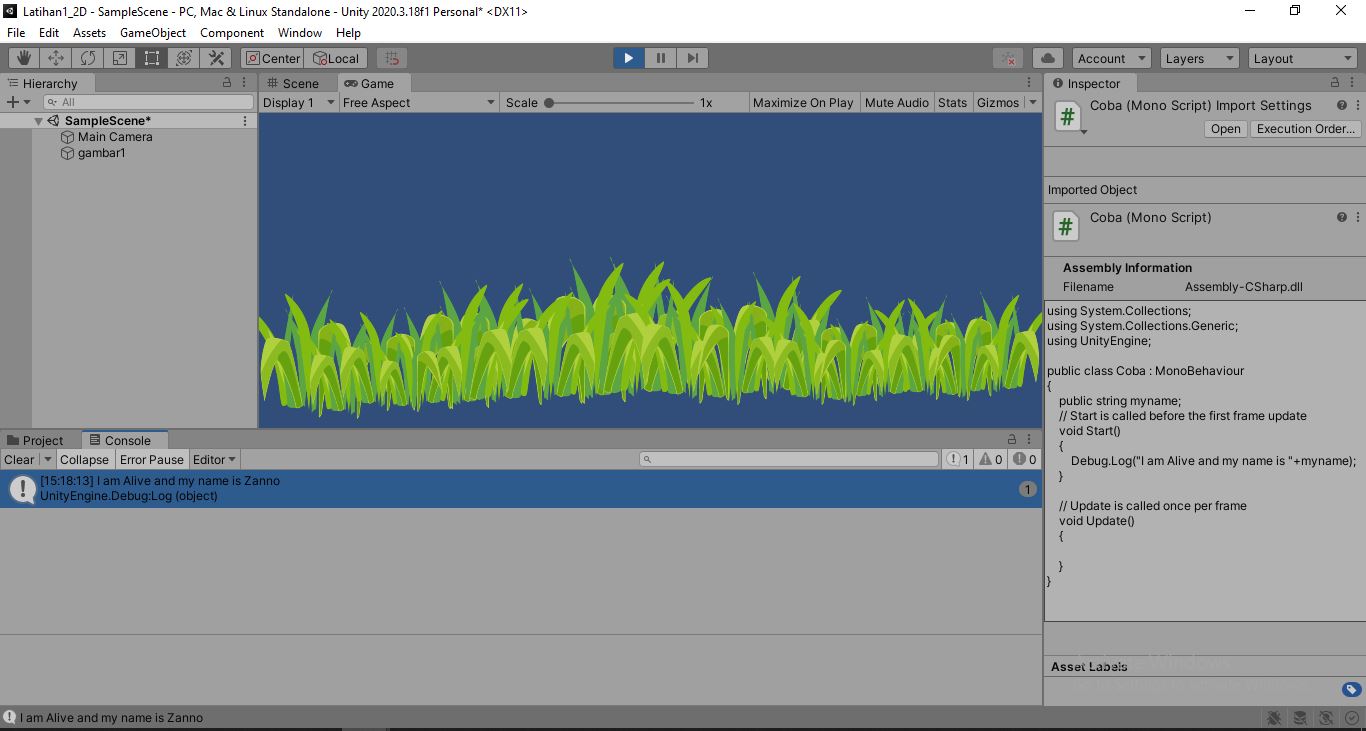 Latihan1_2D - SampleScene - PC, Mac & Linux Standalone - Unity 2020.3.18f1 Personal* <DX11>
File Edit Assets GameObject Component Window Help
Center Local Account Layers Layout
Hierarchy
All
SampleScene*
Main Camera
gambar1
Scene Game
Display 1 Free Aspect Scale 1x Maximize On Play Mute Audio Stats Gizmos
Inspector
Coba (Mono Script) Import Settings
Open Execution Order...
Imported Object
Coba (Mono Script)
Assembly Information
Filename Assembly-CSharp.dll
using System.Collections;
using System.Collections.Generic;
using UnityEngine;
public class Coba : MonoBehaviour
{
public string myname;
// Start is called before the first frame update
void Start()
{
Debug.Log("I am Alive and my name is "+myname);
}
// Update is called once per frame
void Update()
{
}
}
Asset Labels
Project Console
Clear Collapse Error Pause Editor 1 0 0
[15:18:13] I am Alive and my name is Zanno
UnityEngine.Debug:Log (object)
1
I am Alive and my name is Zanno